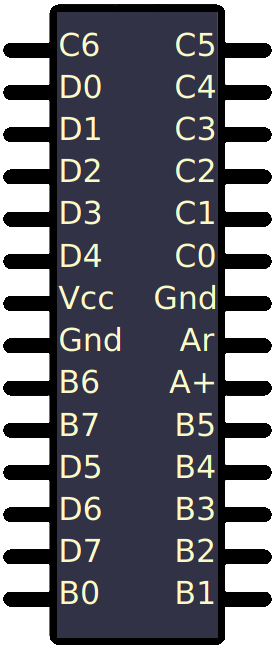 C6 C5
D0 C4
D1 C3
D2 C2
D3 C1
D4 C0
Vcc Gnd
Gnd Ar
B6 A+
B7 B5
D5 B4
D6 B3
D7 B2
B0 B1